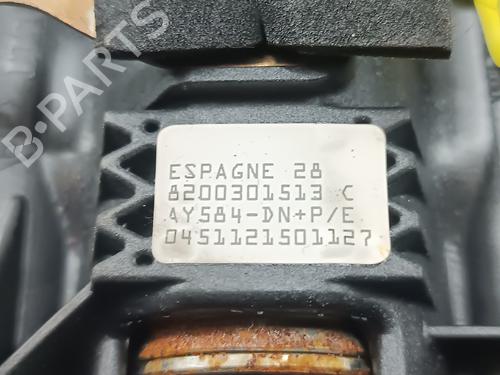 B-PARTS
ESPAGNE 28
8200301513 C
AY584-DN+P/E
0451121501127